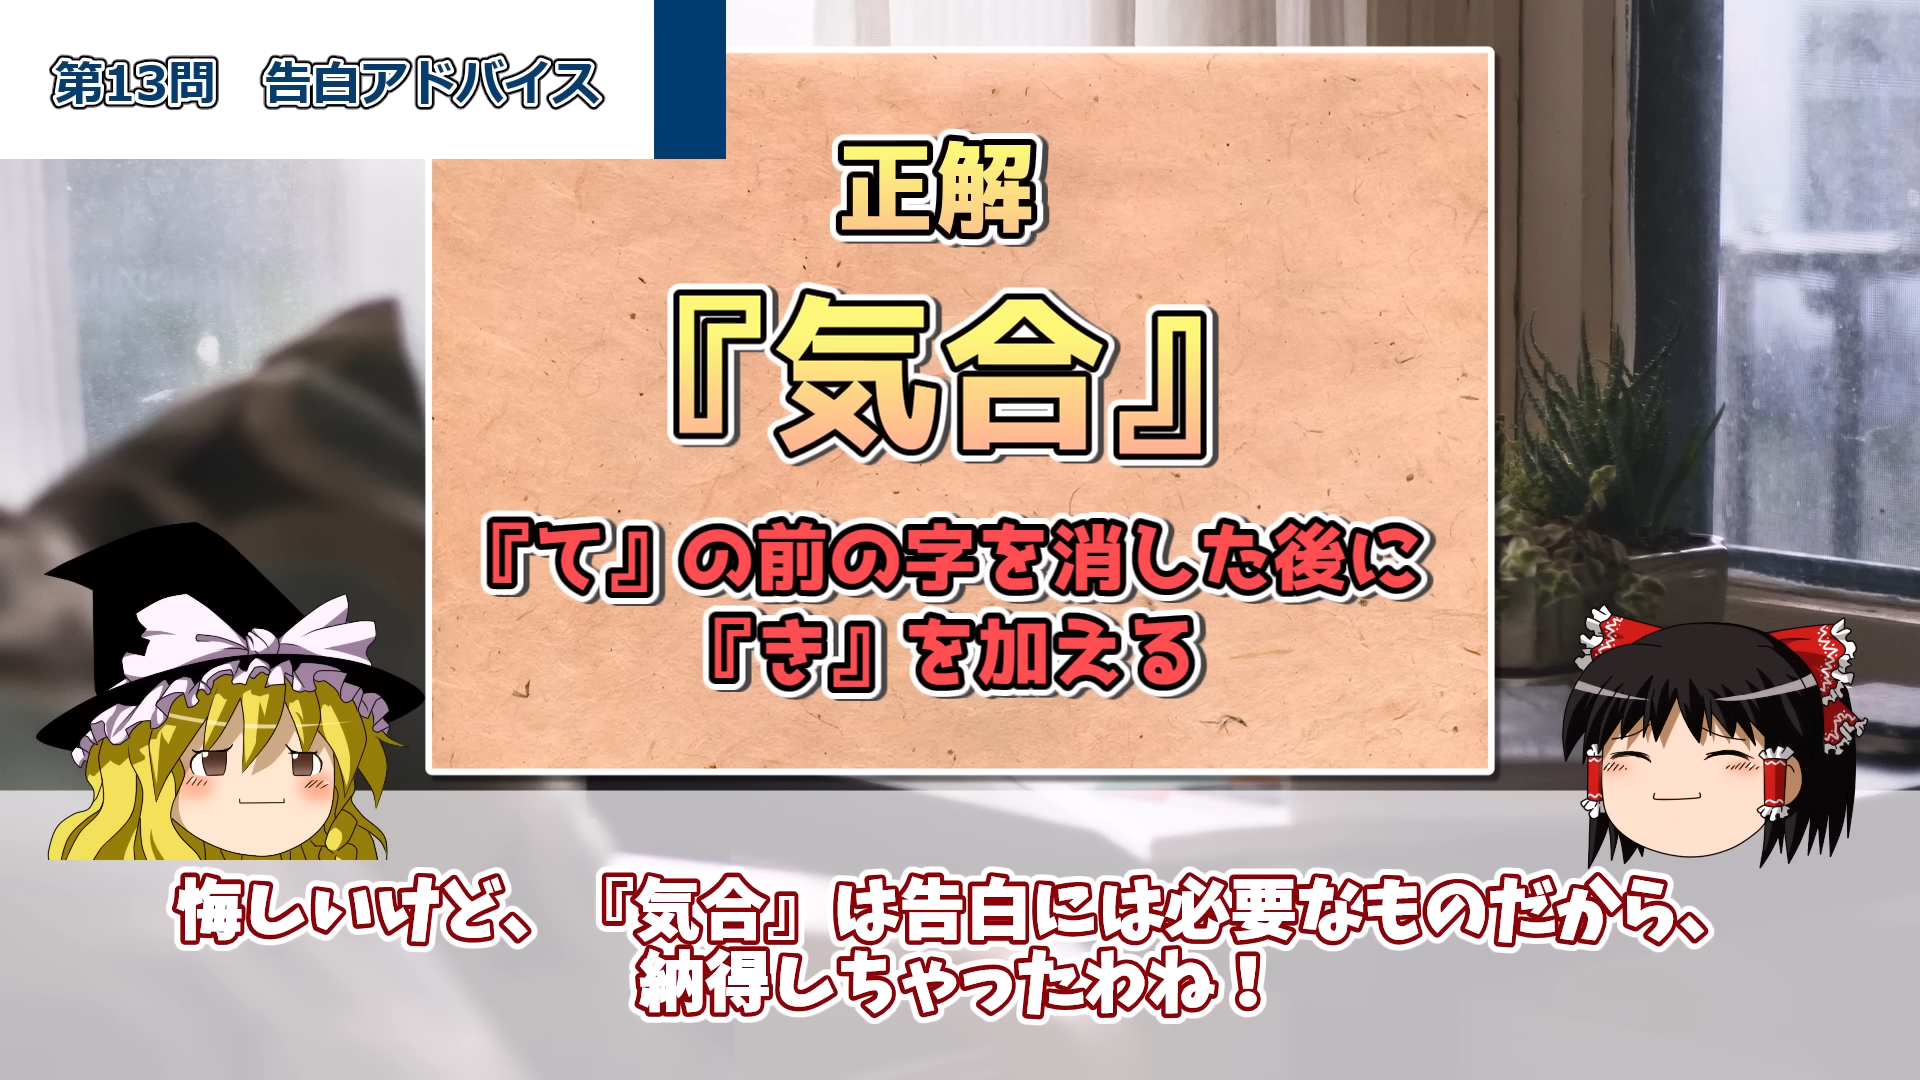 第13問　告白アドバイス
正解
『気合』
『て』の前の字を消した後に
『き』を加える
悔しいけど、『気合』は告白には必要なものだから、
納得しちゃったわね！